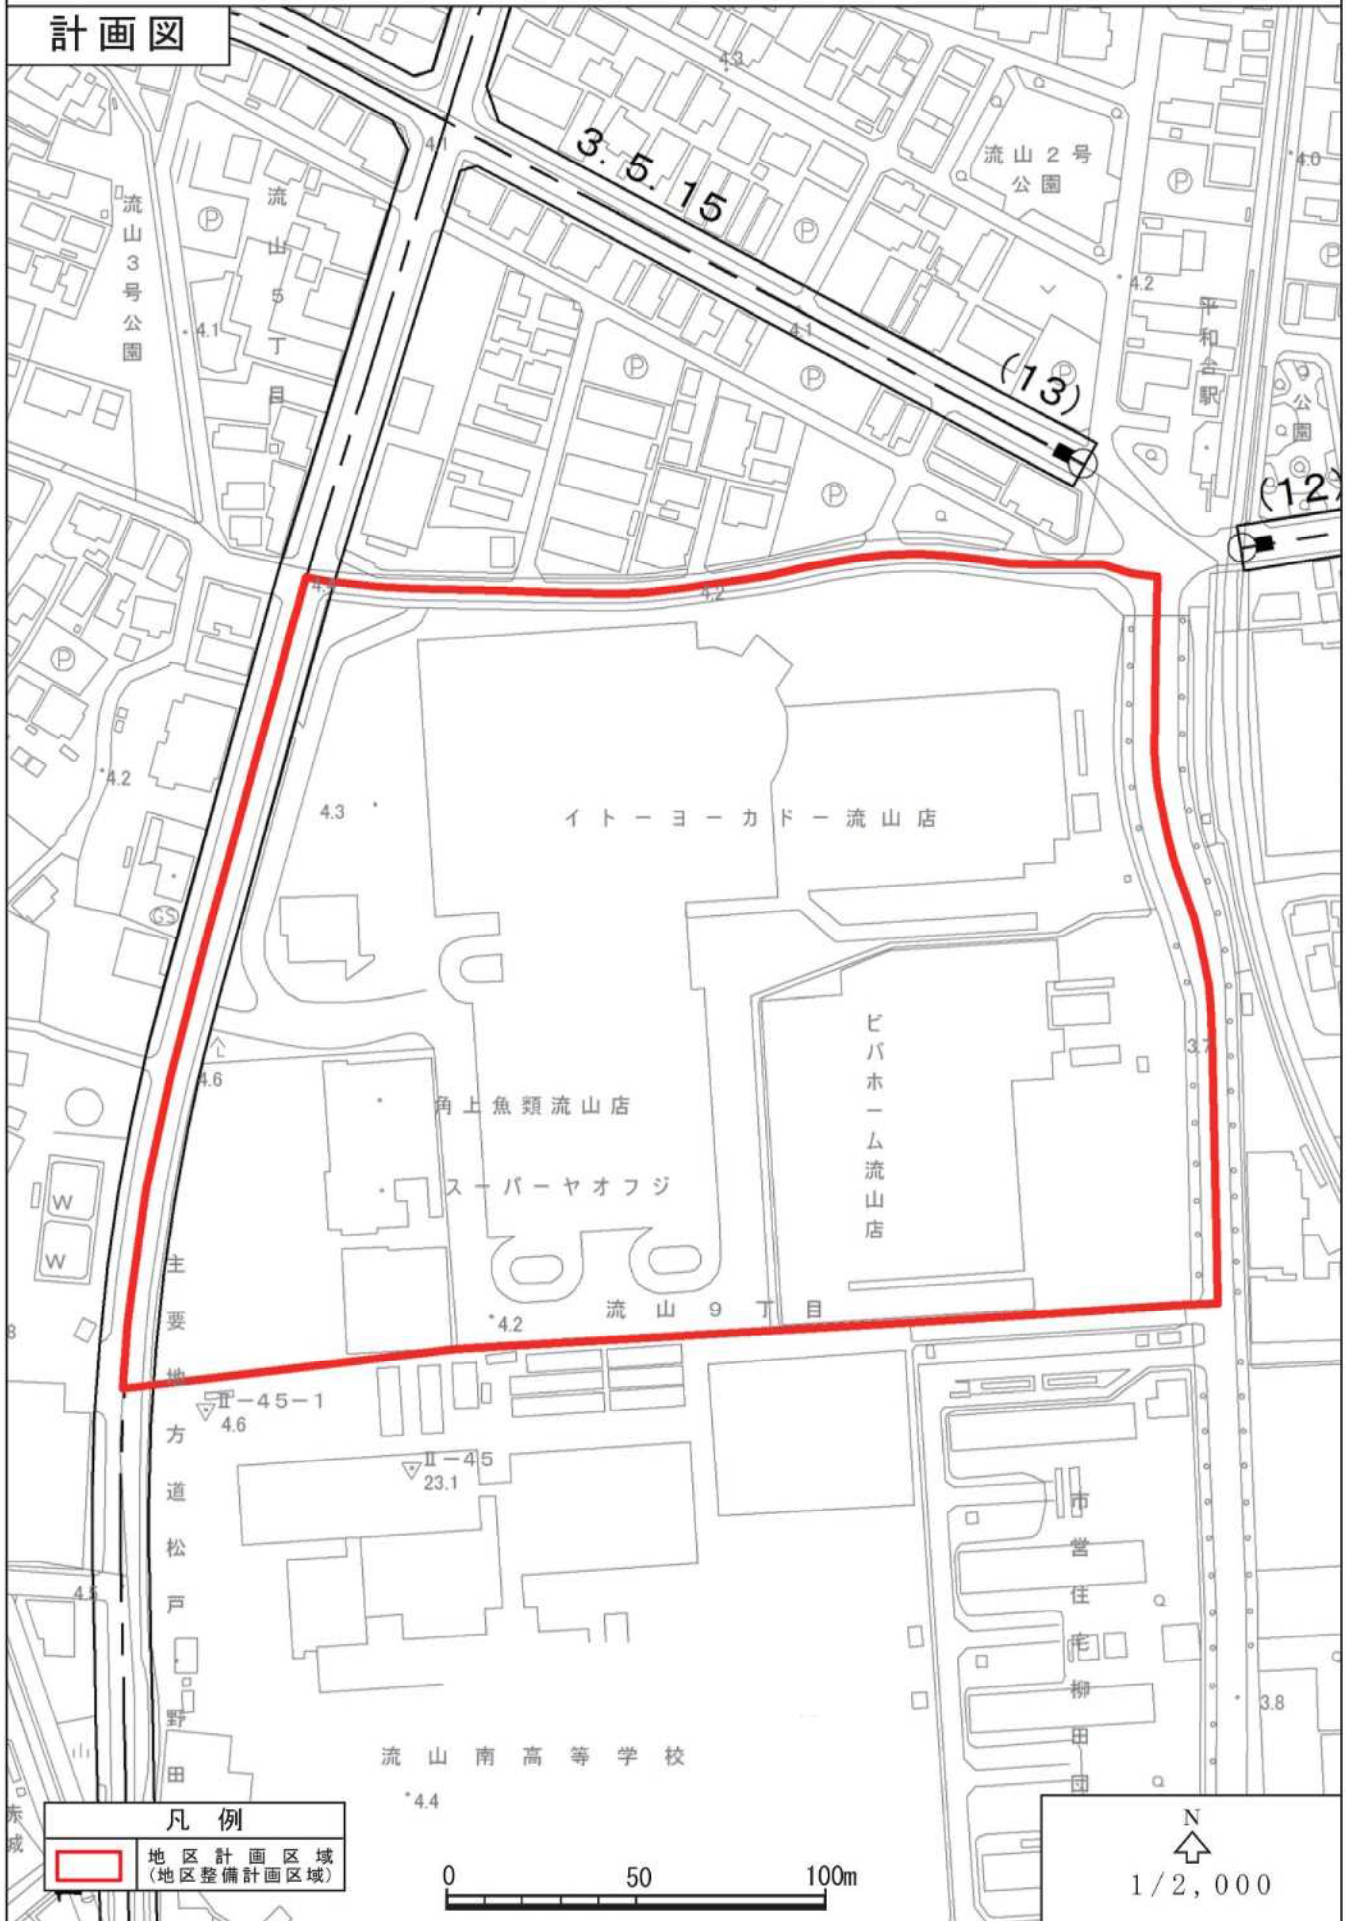 計画図
4.3
4.1
3.5.15
流山2号
公園
4.0
P
流山3号公園
流山5丁目
P
P
P
4.2
4.1
4.1
平和台駅
P
P
(13)
P
公園
P
(12)
4.2
P
4.2
4.3
イトーヨーカドー流山店
GS
ビバホーム流山店
3.7
4.6
角上魚類流山店
スーパーヤオフジ
W
W
主要地方道松戸野田
流山9丁目
4.2
8
Ⅱ-45-1
4.6
Ⅱ-45
23.1
市営住宅柳田団
4.5
3.8
流山南高等学校
4.4
赤城
凡例
地区計画区域
(地区整備計画区域)
0 50 100m
N
1/2,000